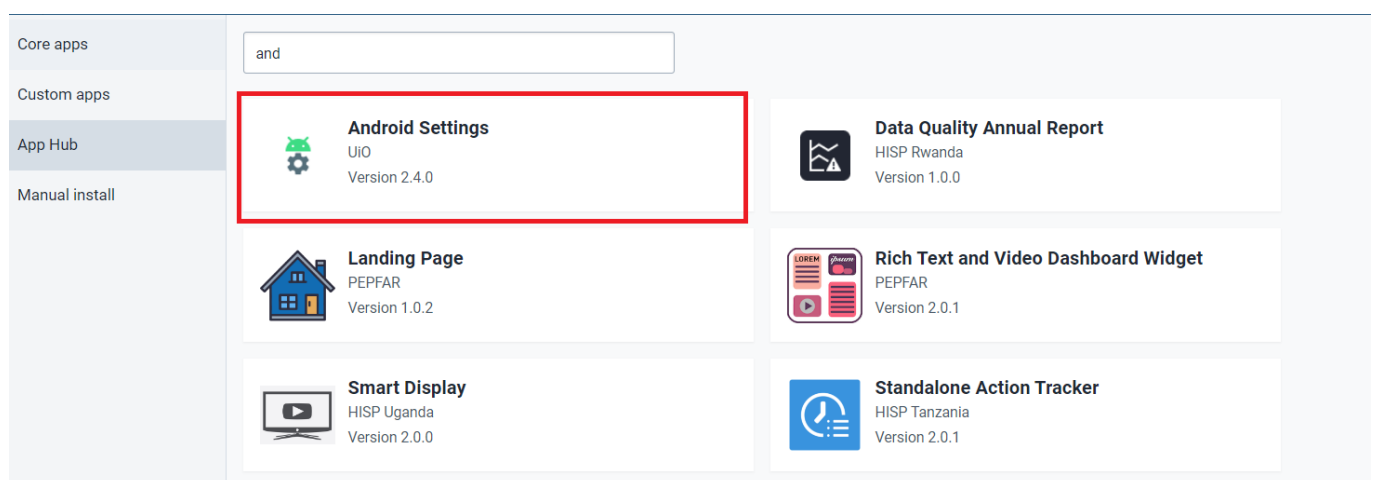 Core apps
Custom apps
App Hub
Manual install
and
Android Settings
UiO
Version 2.4.0
Data Quality Annual Report
HISP Rwanda
Version 1.0.0
Landing Page
PEPFAR
Version 1.0.2
LOREM
ipsum
Rich Text and Video Dashboard Widget
PEPFAR
Version 2.0.1
Smart Display
HISP Uganda
Version 2.0.0
Standalone Action Tracker
HISP Tanzania
Version 2.0.1